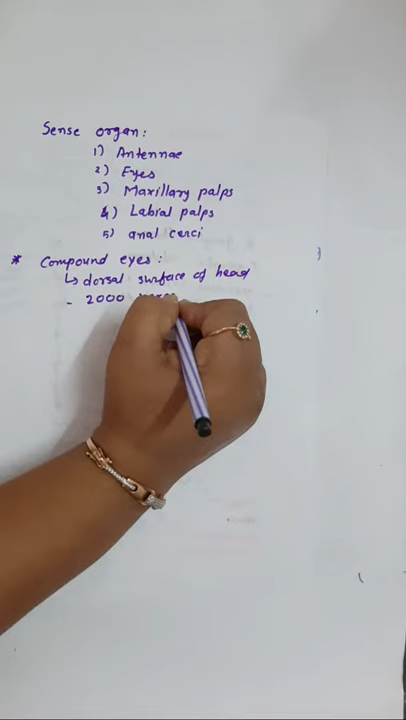 Sense organ:
1) Antennae
2) Eyes
3) Maxillary palps
4) Labial palps
5) anal cerci
* Compound eyes:
↳ dorsal surface of head
- 2000